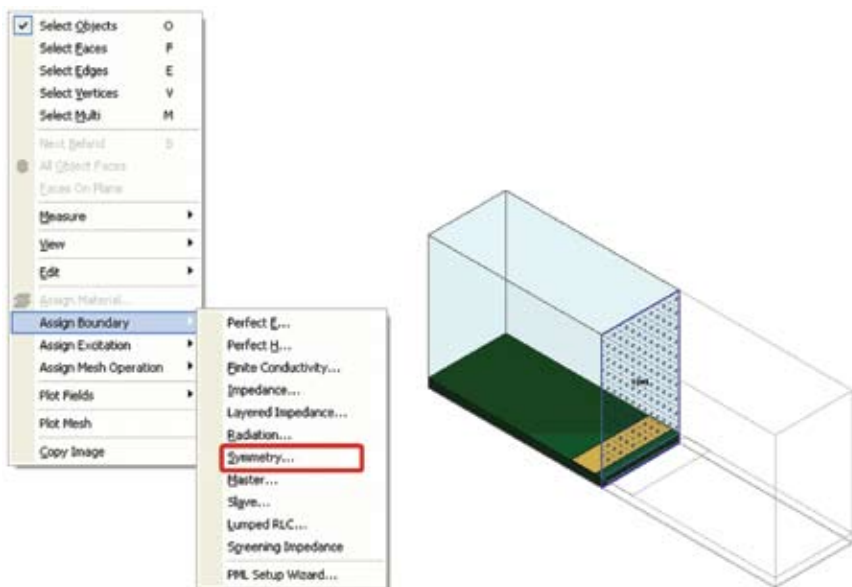 Select Objects O
Select Faces F
Select Edges E
Select Vertices V
Select Multi M
Next Behind B
All Object Faces
Faces On Plane
Measure
View
Edit
Assign Material...
Assign Boundary
Assign Excitation
Assign Mesh Operation
Plot Fields
Plot Mesh
Copy Image
Perfect E...
Perfect H...
Finite Conductivity...
Impedance...
Layered Impedance...
Radiation...
Symmetry...
Master...
Slave...
Lumped RLC...
Screening Impedance
PML Setup Wizard...